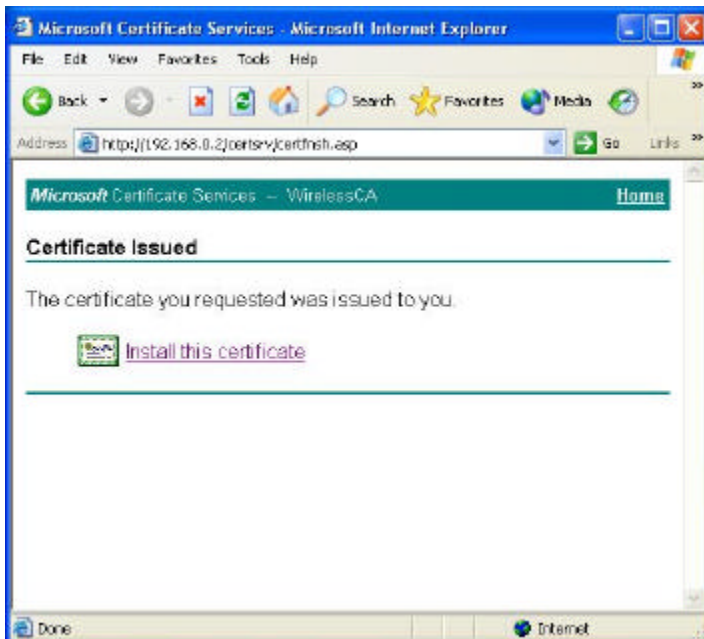 Microsoft Certificate Services - Microsoft Internet Explorer
File Edit View Favorites Tools Help
Back Search Favorites Media
Address http://192.168.0.2/certsrv/certfnsh.asp Go Links
Microsoft Certificate Services -- WirelessCA Home
Certificate Issued
The certificate you requested was issued to you.
Install this certificate
Done Internet